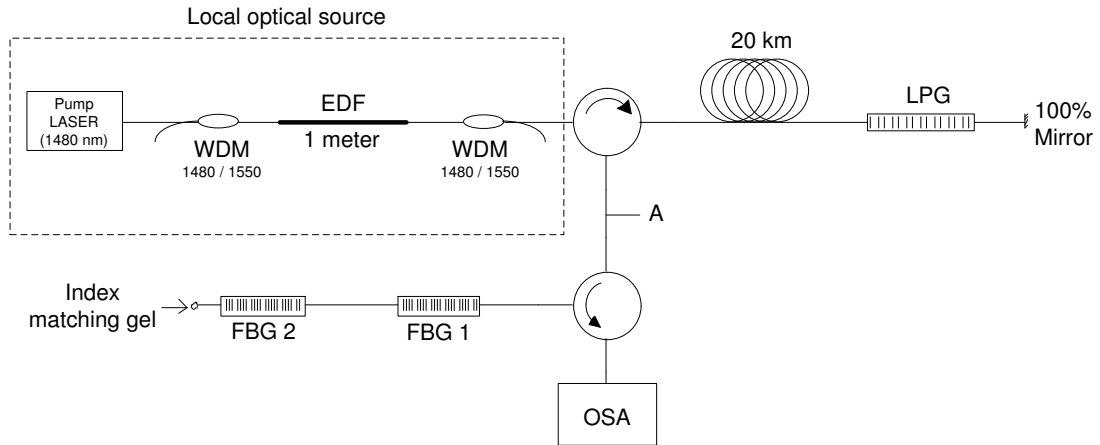 Local optical source
Pump
LASER
(1480 nm)
WDM
1480 / 1550
EDF
1 meter
WDM
1480 / 1550
20 km
LPG
100%
Mirror
A
Index
matching gel
FBG 2
FBG 1
OSA